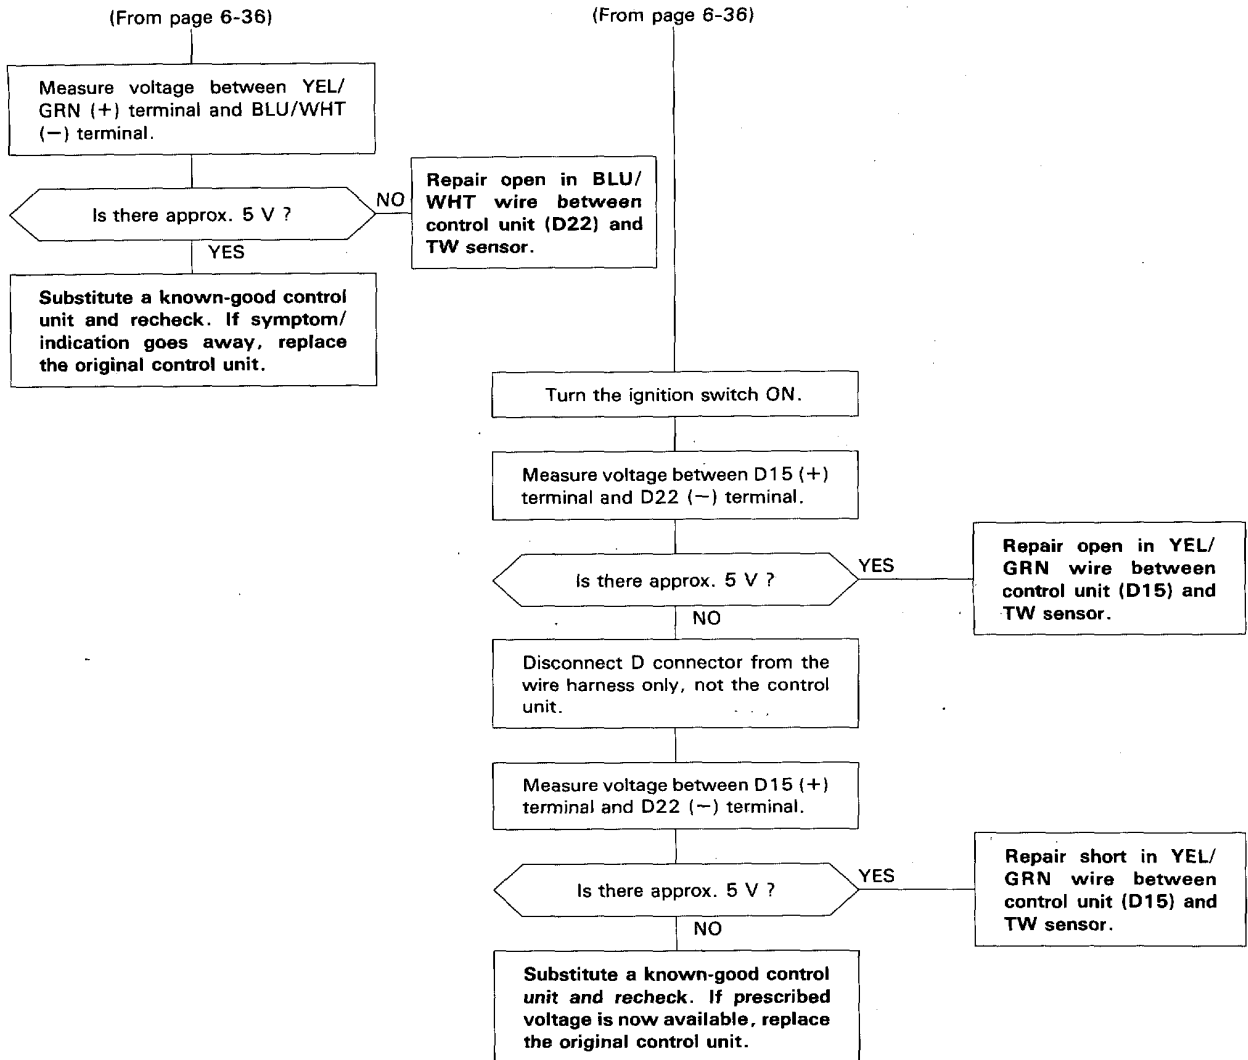 (From page 6-36)
Measure voltage between YEL/
GRN (+) terminal and BLU/WHT
(−) terminal.
Is there approx. 5 V ?
NO
Repair open in BLU/
WHT wire between
control unit (D22) and
TW sensor.
YES
Substitute a known-good control
unit and recheck. If symptom/
indication goes away, replace
the original control unit.
(From page 6-36)
Turn the ignition switch ON.
Measure voltage between D15 (+)
terminal and D22 (−) terminal.
Is there approx. 5 V ?
YES
Repair open in YEL/
GRN wire between
control unit (D15) and
TW sensor.
NO
Disconnect D connector from the
wire harness only, not the control
unit.
Measure voltage between D15 (+)
terminal and D22 (−) terminal.
Is there approx. 5 V ?
YES
Repair short in YEL/
GRN wire between
control unit (D15) and
TW sensor.
NO
Substitute a known-good control
unit and recheck. If prescribed
voltage is now available, replace
the original control unit.